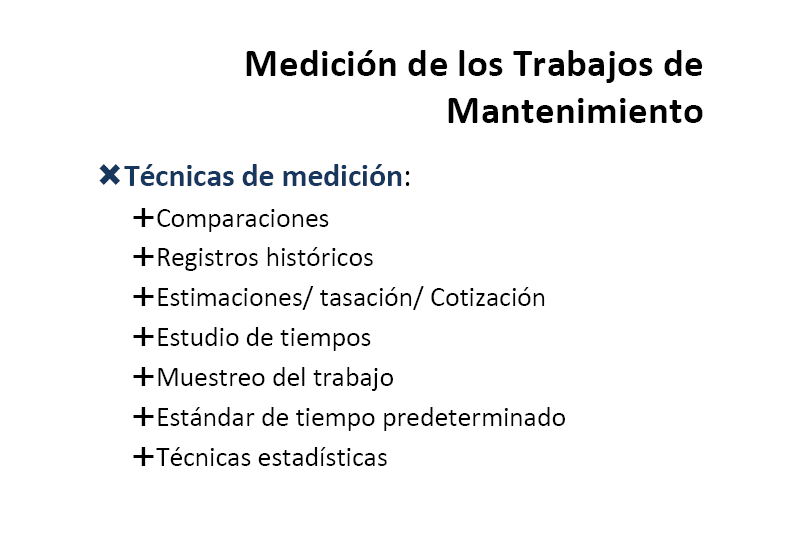 Medición de los Trabajos de
Mantenimiento
Técnicas de medición:
Comparaciones
Registros históricos
Estimaciones/ tasación/ Cotización
Estudio de tiempos
Muestreo del trabajo
Estándar de tiempo predeterminado
Técnicas estadísticas